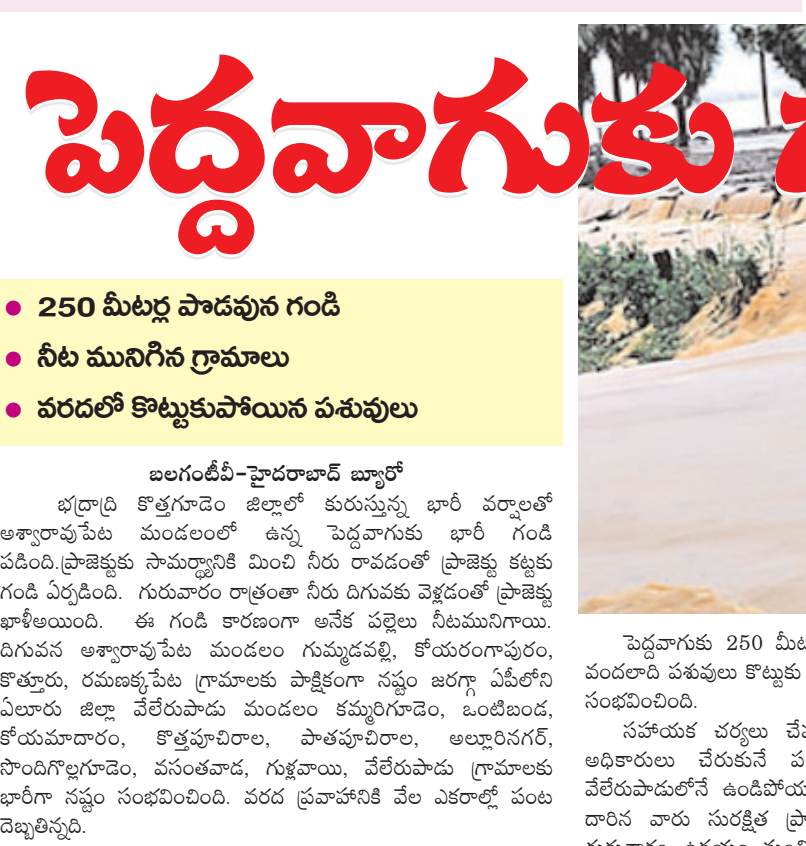 పెద్దవాగుకు
● 250 మీటర్ల పొడవున గండి
● నీట మునిగిన గ్రామాలు
● వరదలో కొట్టుకుపోయిన పశువులు
బలగంటీవీ-హైదరాబాద్ బ్యూరో
భద్రాద్రి కొత్తగూడెం జిల్లాలో కురుస్తున్న భారీ వర్షాలతో
అశ్వారావుపేట మండలంలో ఉన్న పెద్దవాగుకు భారీ గండి
పడింది.ప్రాజెక్టుకు సామర్థ్యానికి మించి నీరు రావడంతో ప్రాజెక్టు కట్టకు
గండి ఏర్పడింది. గురువారం రాత్రంతా నీరు దిగువకు వెళ్లడంతో ప్రాజెక్టు
ఖాళీఅయింది. ఈ గండి కారణంగా అనేక పల్లెలు నీటమునిగాయి.
దిగువన అశ్వారావుపేట మండలం గుమ్మడవల్లి, కోయరంగాపురం,
కొత్తూరు, రమణక్కపేట గ్రామాలకు పాక్షికంగా నష్టం జరగ్గా ఏపీలోని
ఏలూరు జిల్లా వేలేరుపాడు మండలం కమ్మరిగూడెం, ఒంటిబండ,
కోయమాదారం, కొత్తపూచిరాల, పాతపూచిరాల, అల్లూరినగర్,
సొందిగొల్లగూడెం, వసంతవాడ, గుళ్లవాయి, వేలేరుపాడు గ్రామాలకు
భారీగా నష్టం సంభవించింది. వరద ప్రవాహానికి వేల ఎకరాల్లో పంట
దెబ్బతిన్నది.
పెద్దవాగుకు 250 మీట
వందలాది పశువులు కొట్టుకు
సంభవించింది.
సహాయక చర్యలు చేప
అధికారులు చేరుకునే ప
వేలేరుపాడులోనే ఉండిపోయ
దారిన వారు సురక్షిత ప్రా